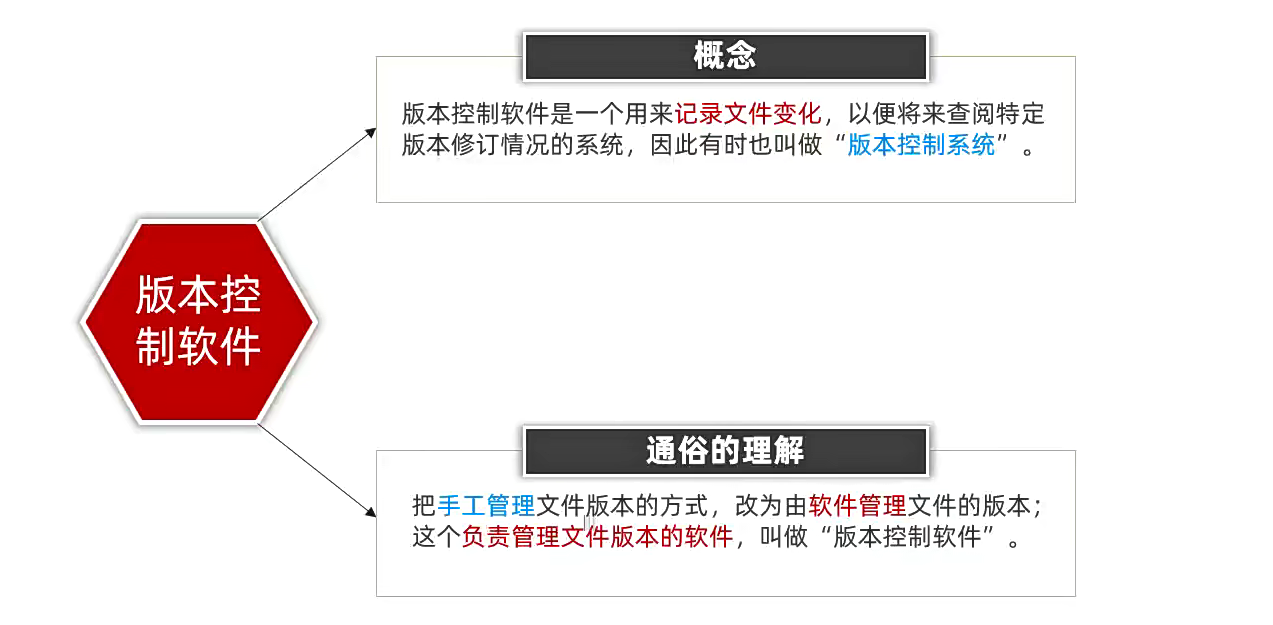 概念
版本控制软件是一个用来记录文件变化，以便将来查阅特定
版本修订情况的系统，因此有时也叫做“版本控制系统”。
版本控
制软件
通俗的理解
把手工管理文件版本的方式，改为由软件管理文件的版本；
这个负责管理文件版本的软件，叫做“版本控制软件”。